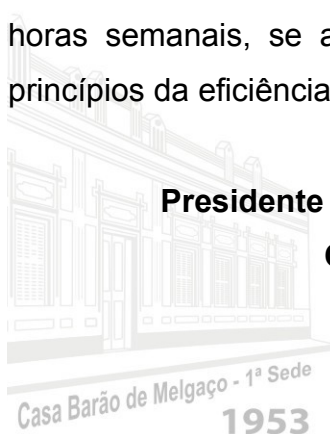 horas semanais, se a
princípios da eficiência
Presidente
Casa Barão de Melgaço - 1ª Sede
1953